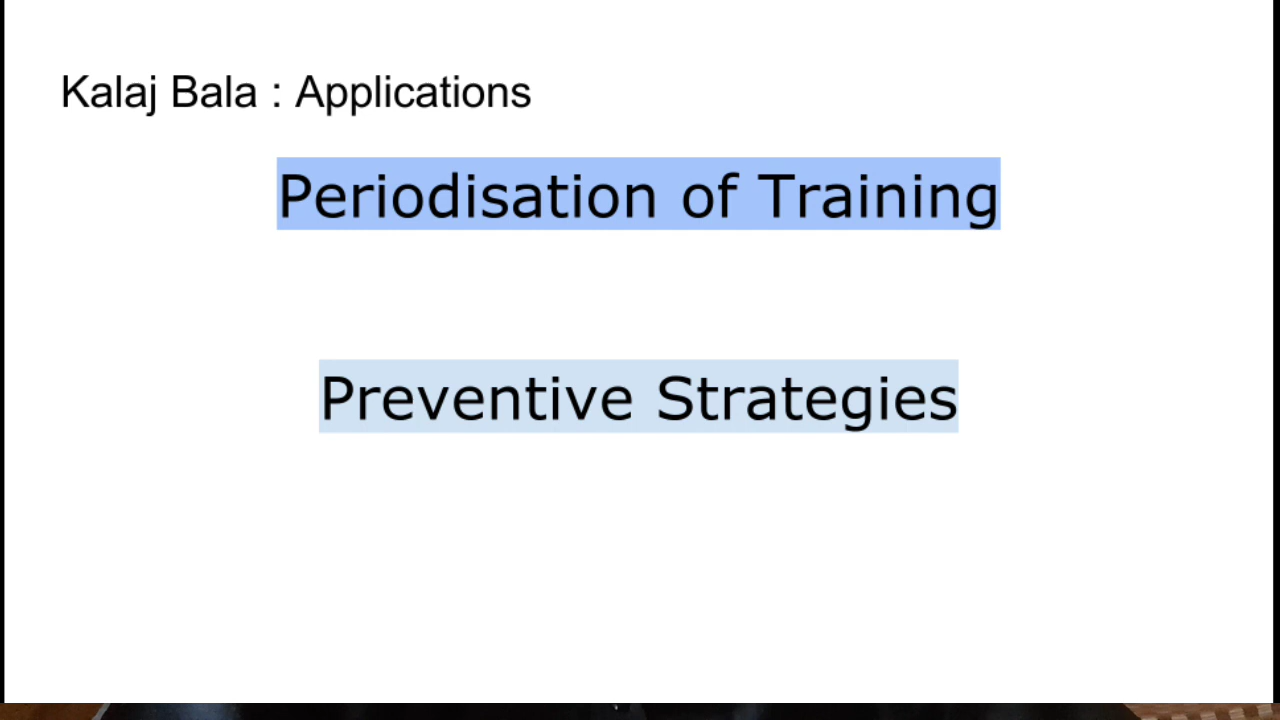 Kalaj Bala : Applications
Periodisation of Training
Preventive Strategies